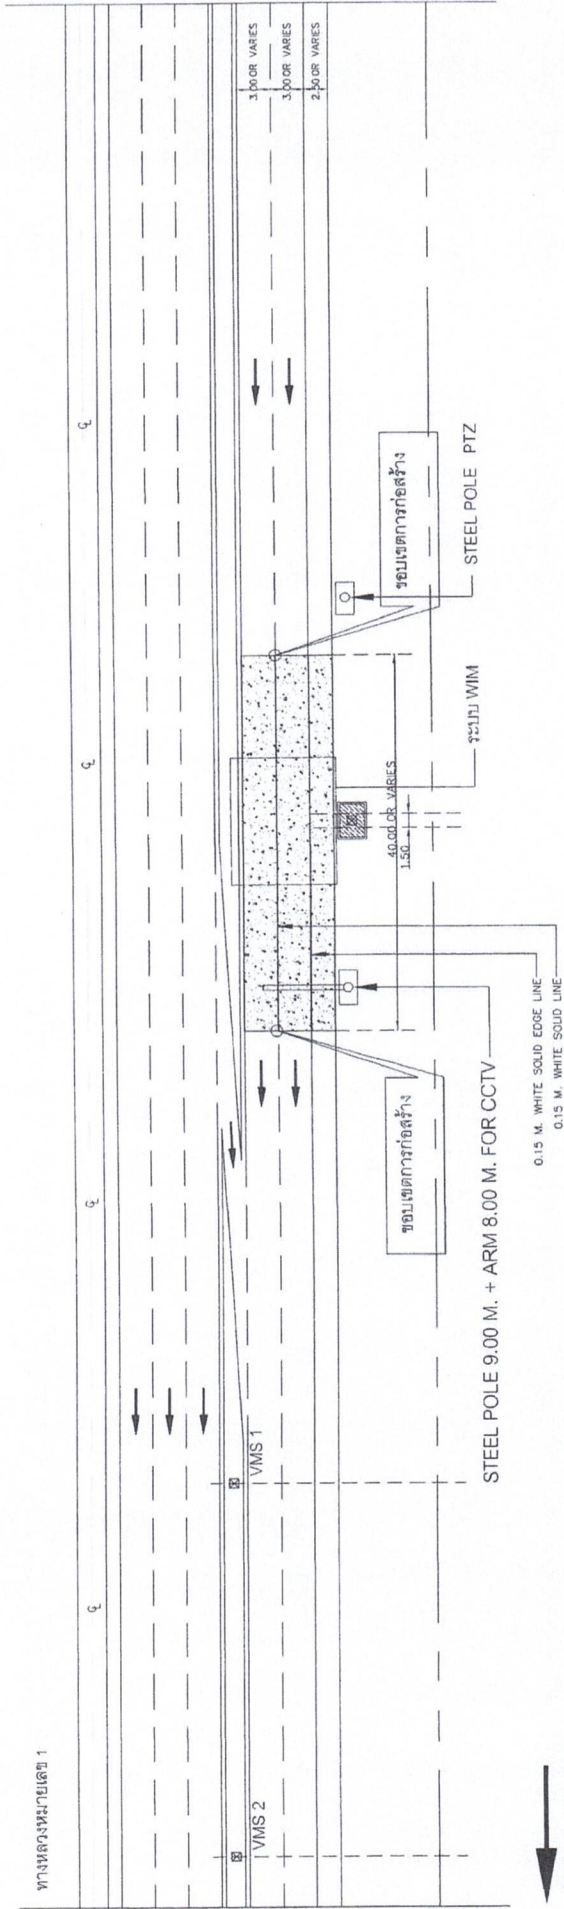 ทางหลวงหมายเลข 1
3.00 OR VARIES
3.00 OR VARIES
2.50 OR VARIES
ขอบเขตการก่อสร้าง
STEEL POLE PTZ
ระบบ WIM
40.00 OR VARIES
1.50
ขอบเขตการก่อสร้าง
STEEL POLE 9.00 M. + ARM 8.00 M. FOR CCTV
0.15 M. WHITE SOLID EDGE LINE
0.15 M. WHITE SOLID LINE
VMS 1
VMS 2